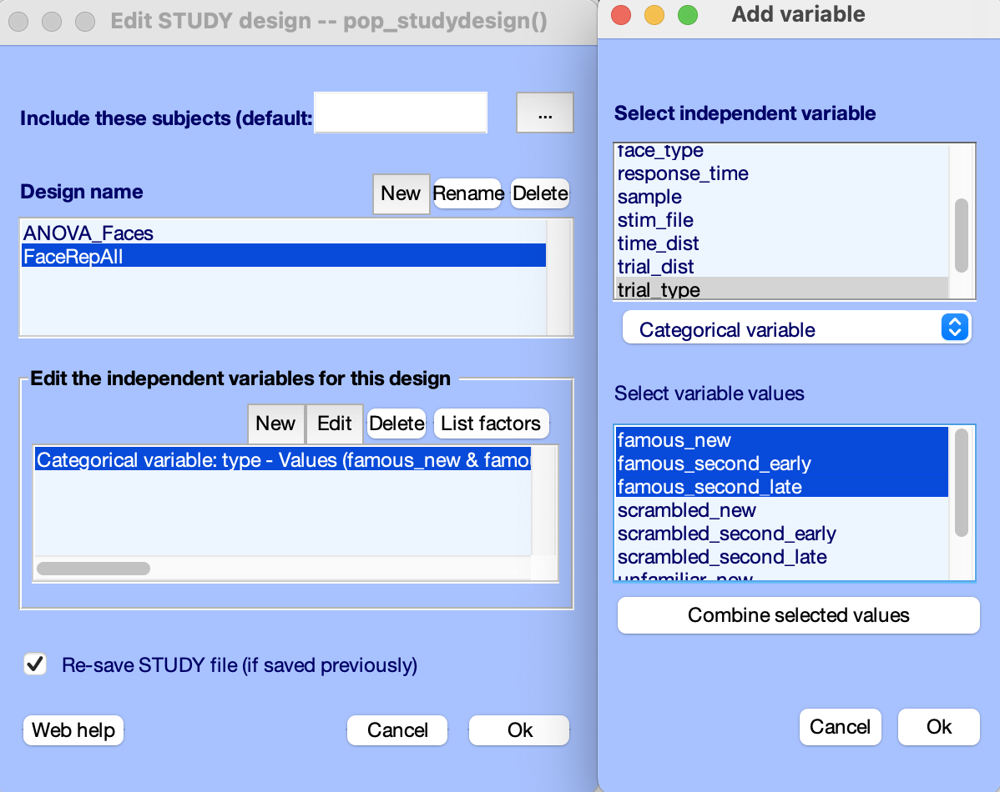 Edit STUDY design -- pop_studydesign()
Include these subjects (default:
...
Design name
New
Rename
Delete
ANOVA_Faces
FaceRepAll
Edit the independent variables for this design
New
Edit
Delete
List factors
Categorical variable: type - Values (famous_new & famo
Re-save STUDY file (if saved previously)
Web help
Cancel
Ok
Add variable
Select independent variable
face_type
response_time
sample
stim_file
time_dist
trial_dist
trial_type
Categorical variable
Select variable values
famous_new
famous_second_early
famous_second_late
scrambled_new
scrambled_second_early
scrambled_second_late
unfamiliar_new
Combine selected values
Cancel
Ok